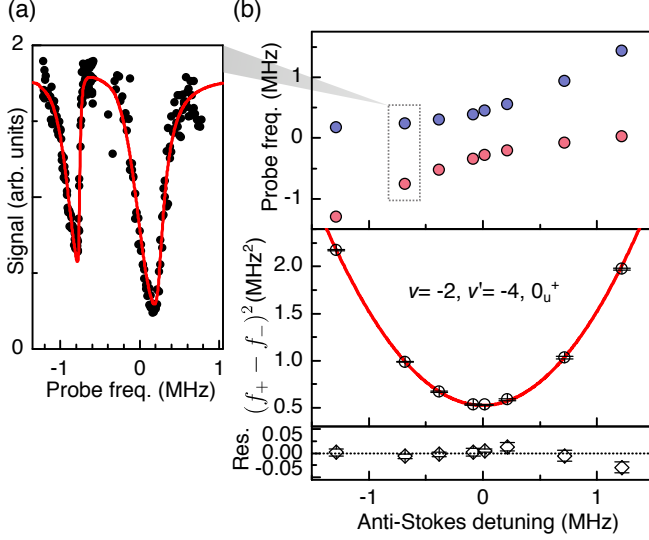 (a)
2
Signal (arb. units)
0
-1
0
1
Probe freq. (MHz)
(b)
Probe freq. (MHz)
1
0
-1
(f₊ − f₋)² (MHz²)
2.0
1.5
1.0
0.5
v= -2, v'= -4, 0ᵤ⁺
Res.
0.05
0.00
-0.05
-1
0
1
Anti-Stokes detuning (MHz)